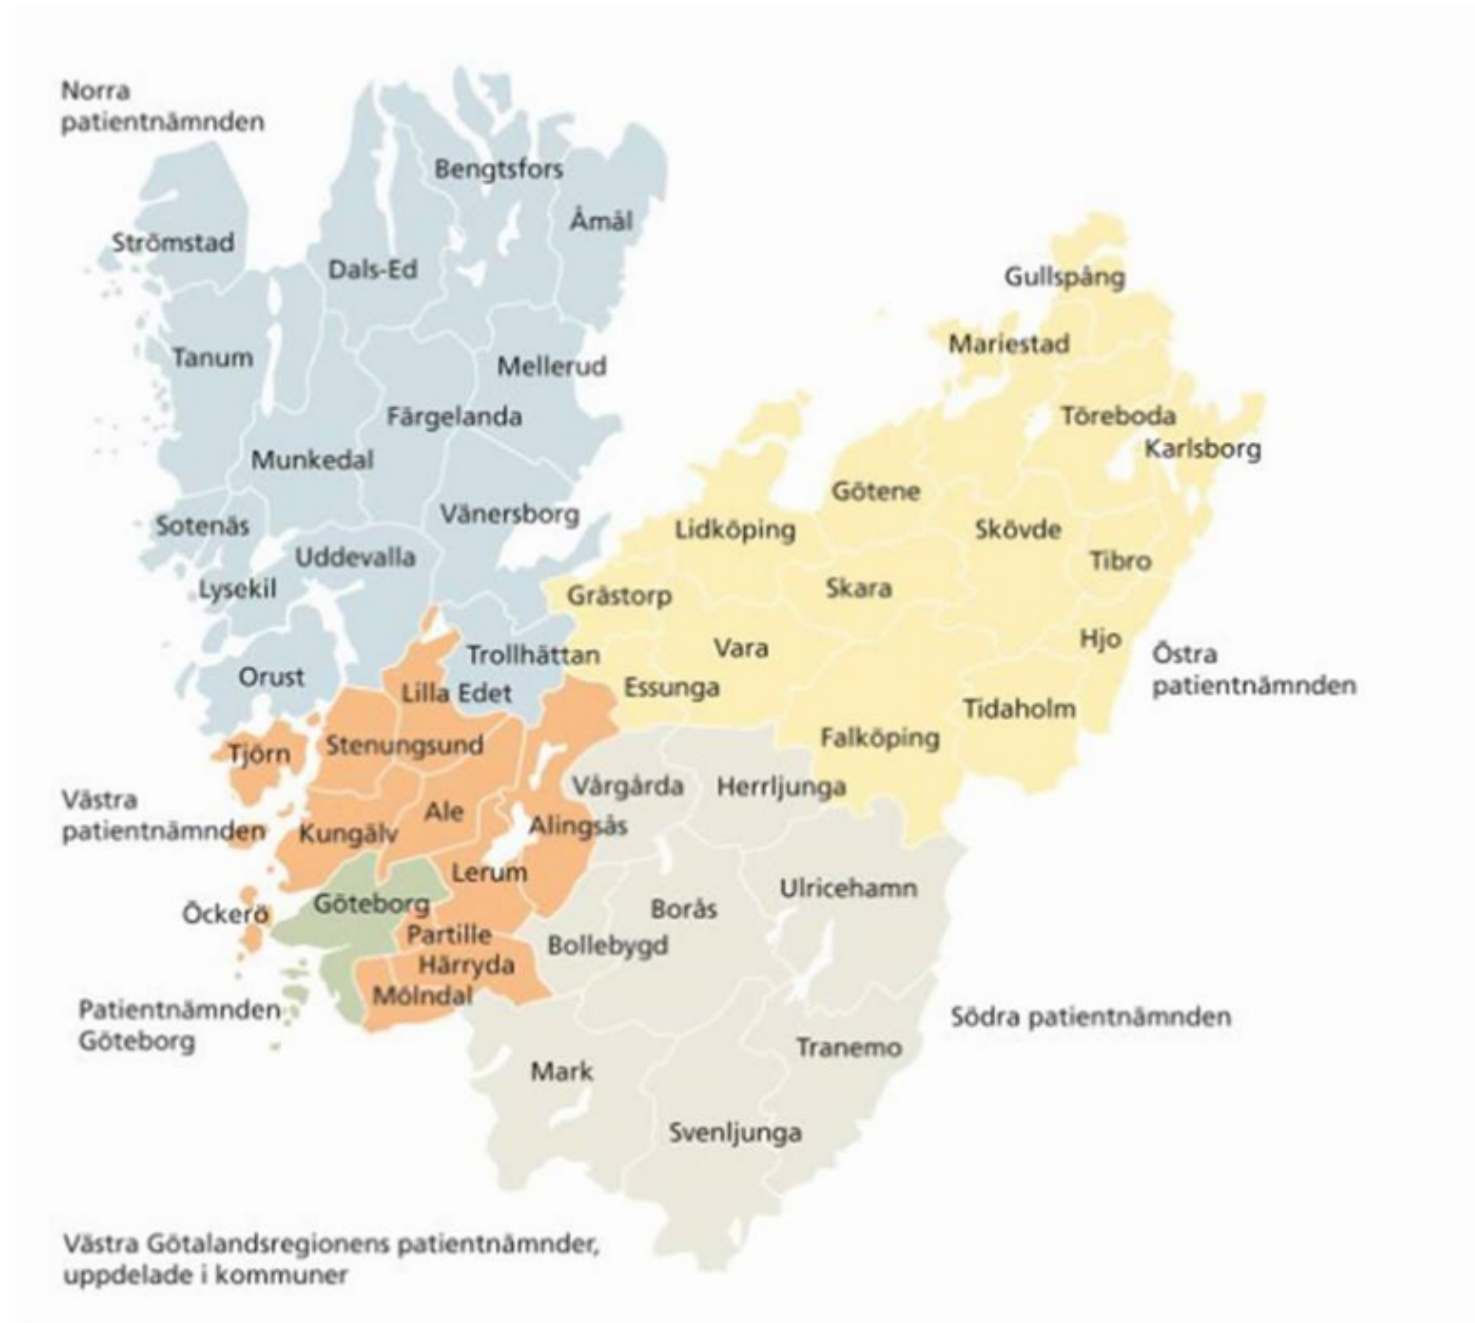 Norra
patientnämnden
Bengtsfors
Åmål
Strömstad
Dals-Ed
Gullspång
Mariestad
Tanum
Mellerud
Färgelanda
Töreboda
Karlsborg
Munkedal
Götene
Vänersborg
Sotenäs
Lidköping
Skövde
Uddevalla
Tibro
Lysekil
Grästorp
Skara
Hjo
Vara
Trollhättan
Östra
patientnämnden
Orust
Lilla Edet
Essunga
Tidaholm
Falköping
Tjörn
Stenungsund
Vårgårda
Herrljunga
Västra
patientnämnden
Ale
Kungälv
Alingsås
Lerum
Ulricehamn
Öckerö
Göteborg
Borås
Partille
Bollebygd
Härryda
Mölndal
Patientnämnden
Göteborg
Södra patientnämnden
Tranemo
Mark
Svenljunga
Västra Götalandsregionens patientnämnder,
uppdelade i kommuner